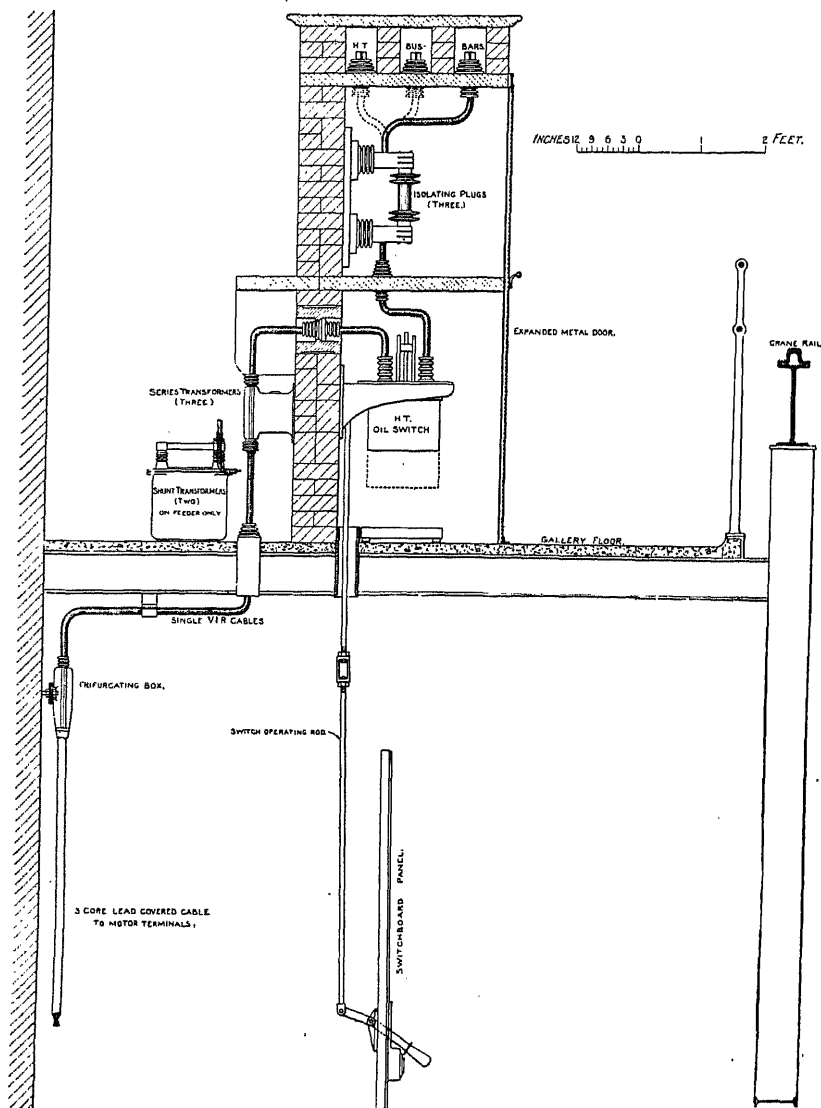 H T BUS- BARS.
INCHES 12 9 6 3 0 1 2 FEET.
ISOLATING PLUGS
(THREE.)
EXPANDED METAL DOOR.
CRANE RAIL
SERIES TRANSFORMERS
(THREE)
H.T.
OIL SWITCH
SHUNT TRANSFORMERS
(TWO)
ON FEEDER ONLY
GALLERY FLOOR.
SINGLE V I R CABLES
TRIFURCATING BOX.
SWITCH OPERATING ROD.
SWITCHBOARD PANEL.
3 CORE LEAD COVERED CABLE
TO MOTOR TERMINALS.